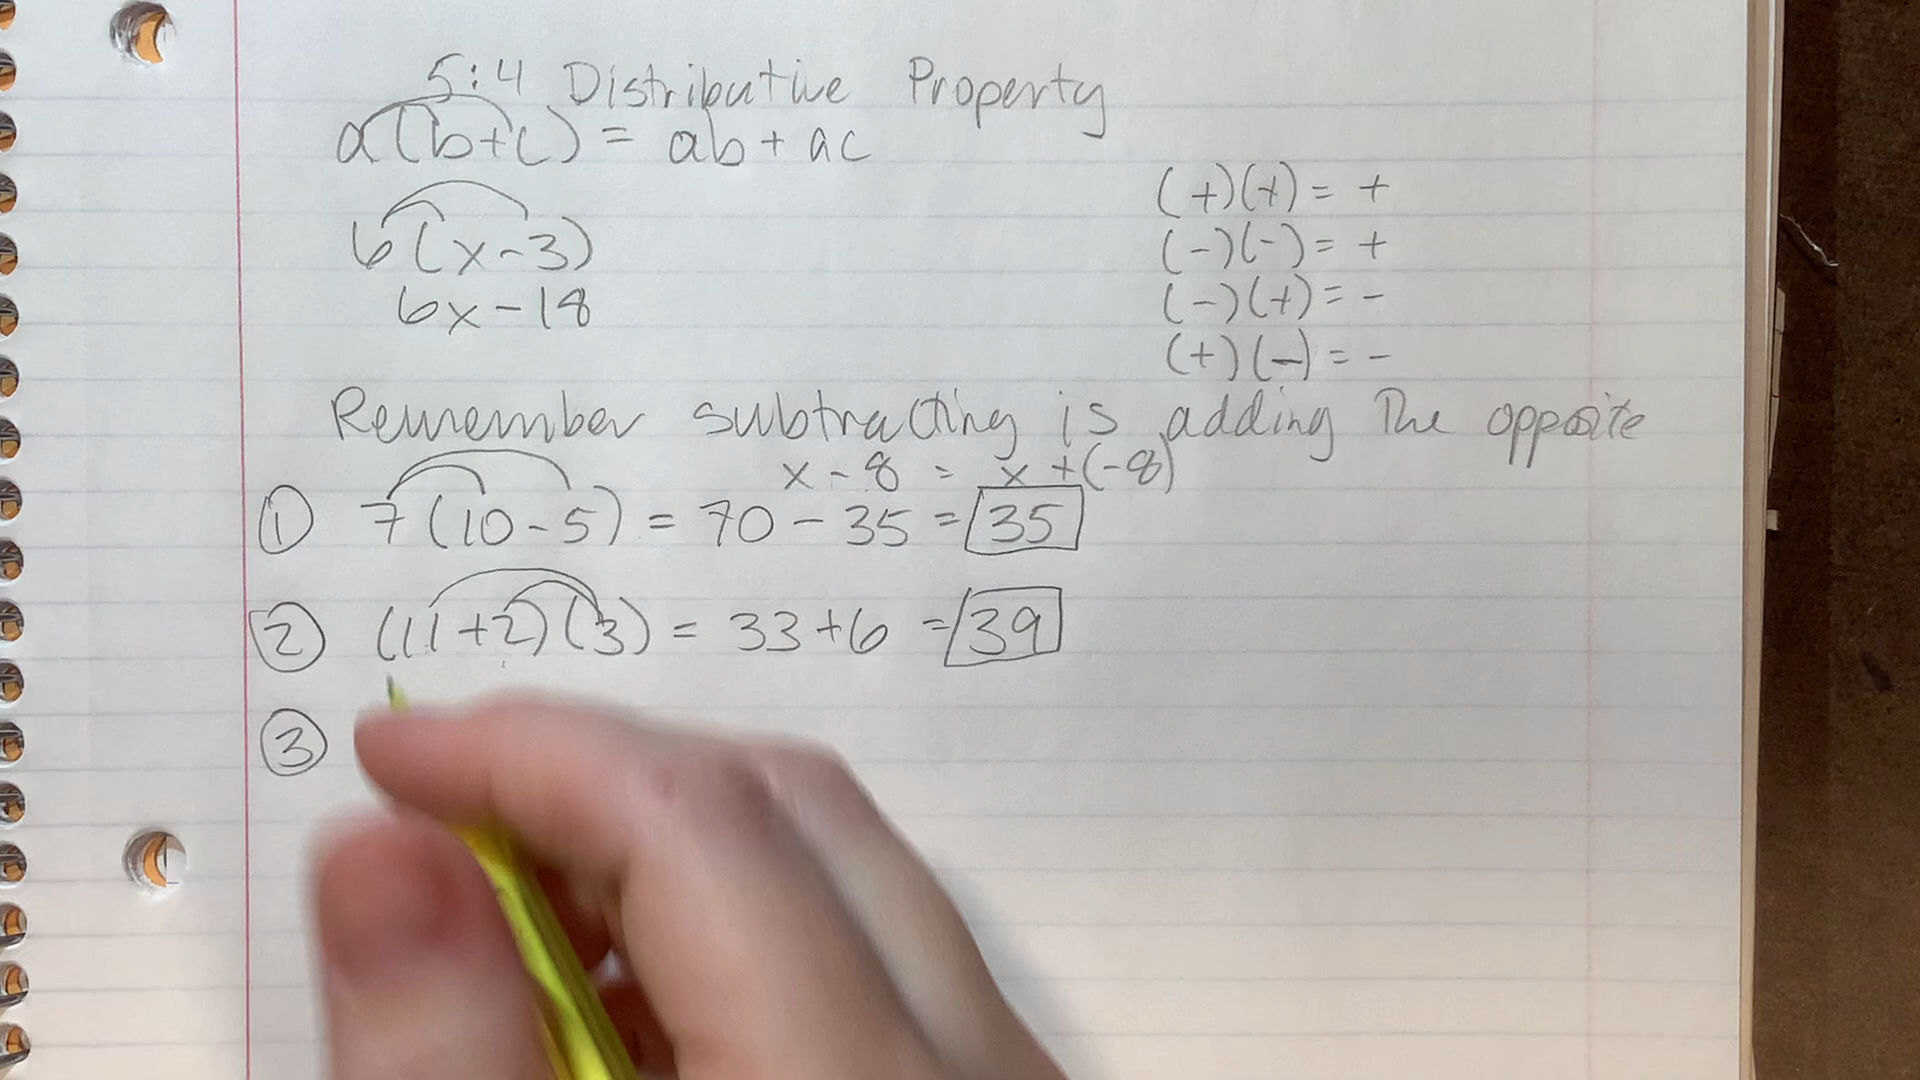 5:4 Distributive Property
a(b+c) = ab + ac
6(x-3)
6x-18
(+)(+) = +
(-)(-) = +
(-)(+) = -
(+)(-) = -
Remember subtracting is adding The opposite
x - 8 = x + (-8)
① 7(10-5) = 70 - 35 = 35
② (11+2)(3) = 33+6 = 39
③